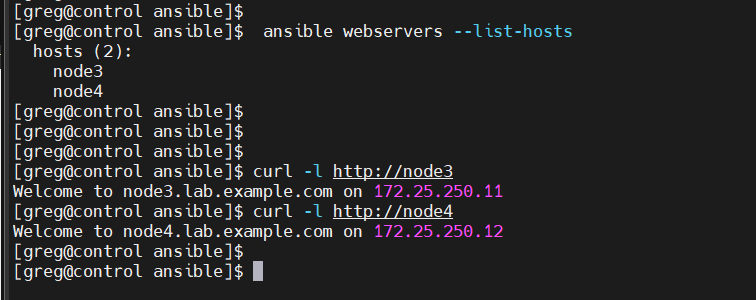 [greg@control ansible]$
[greg@control ansible]$  ansible webservers --list-hosts
  hosts (2):
    node3
    node4
[greg@control ansible]$
[greg@control ansible]$
[greg@control ansible]$
[greg@control ansible]$ curl -l http://node3
Welcome to node3.lab.example.com on 172.25.250.11
[greg@control ansible]$ curl -l http://node4
Welcome to node4.lab.example.com on 172.25.250.12
[greg@control ansible]$
[greg@control ansible]$